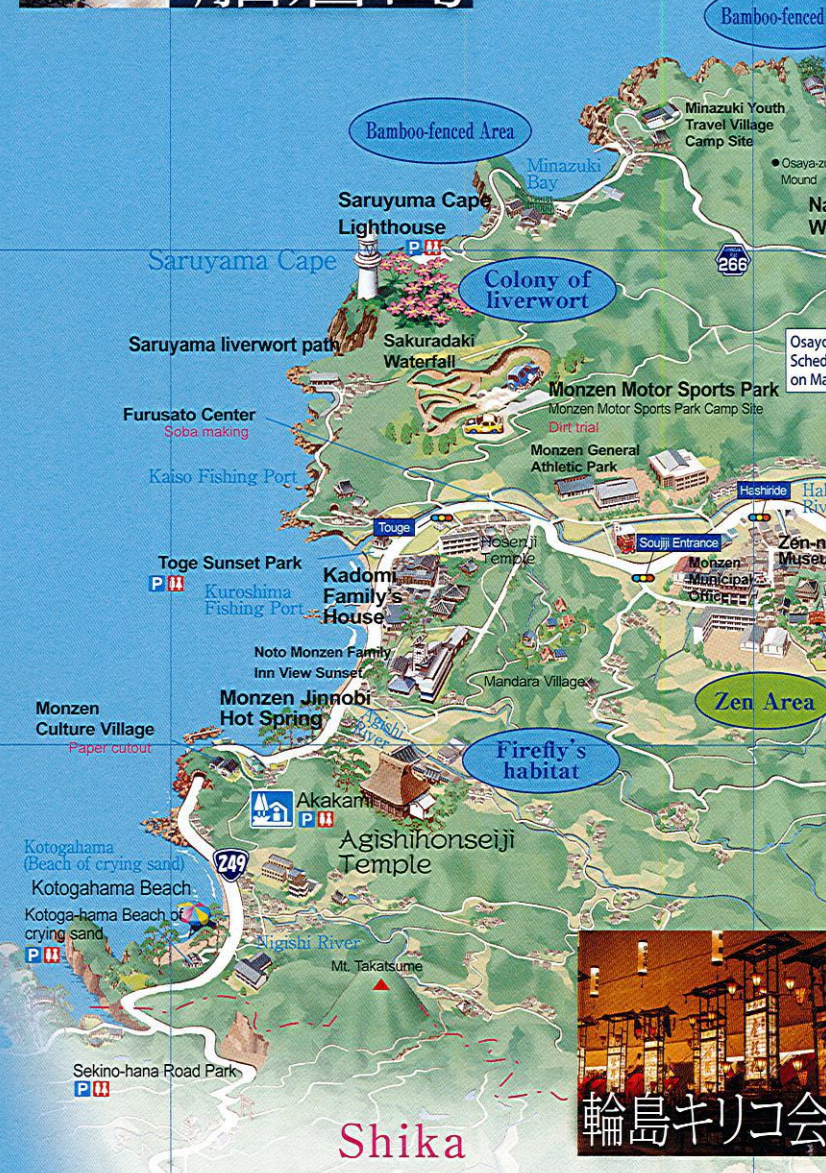 Bamboo-fenced
Minazuki Youth
Travel Village
Camp Site
Bamboo-fenced Area
Minazuki
Bay
Mound
Saruyuma Cape
Lighthouse
P
266
Saruyama Cape
Colony of
liverwort
Saruyama liverwort path
Sakuradaki
Waterfall
on
Monzen Motor Sports Park
Monzen Motor Sports Park Camp Site
Dirt trial
Furusato Center
Soba making
Monzen General
Athletic Park
Kaiso Fishing Port
Hashiride
Touge
Soujiji Entrance
Hosenji
Temple
Toge Sunset Park
P
Kuroshima
Fishing Port
Kadomi
Family's
House
Monzen
Municipal
Office
Noto Monzen Family
Inn View Sunset
Mandara Village
Monzen Jinnobi
Hot Spring
Zen Area
Monzen
Culture Village
Paper cutout
Agishi
River
Firefly's
habitat
Akakami
P
Agishihonseiji
Temple
Kotogahama
(Beach of crying sand)
249
Kotogahama Beach
Kotoga-hama Beach of
crying sand
P
Nigishi River
Mt. Takatsume
Sekino-hana Road Park
P
Shika
輪島キリコ会